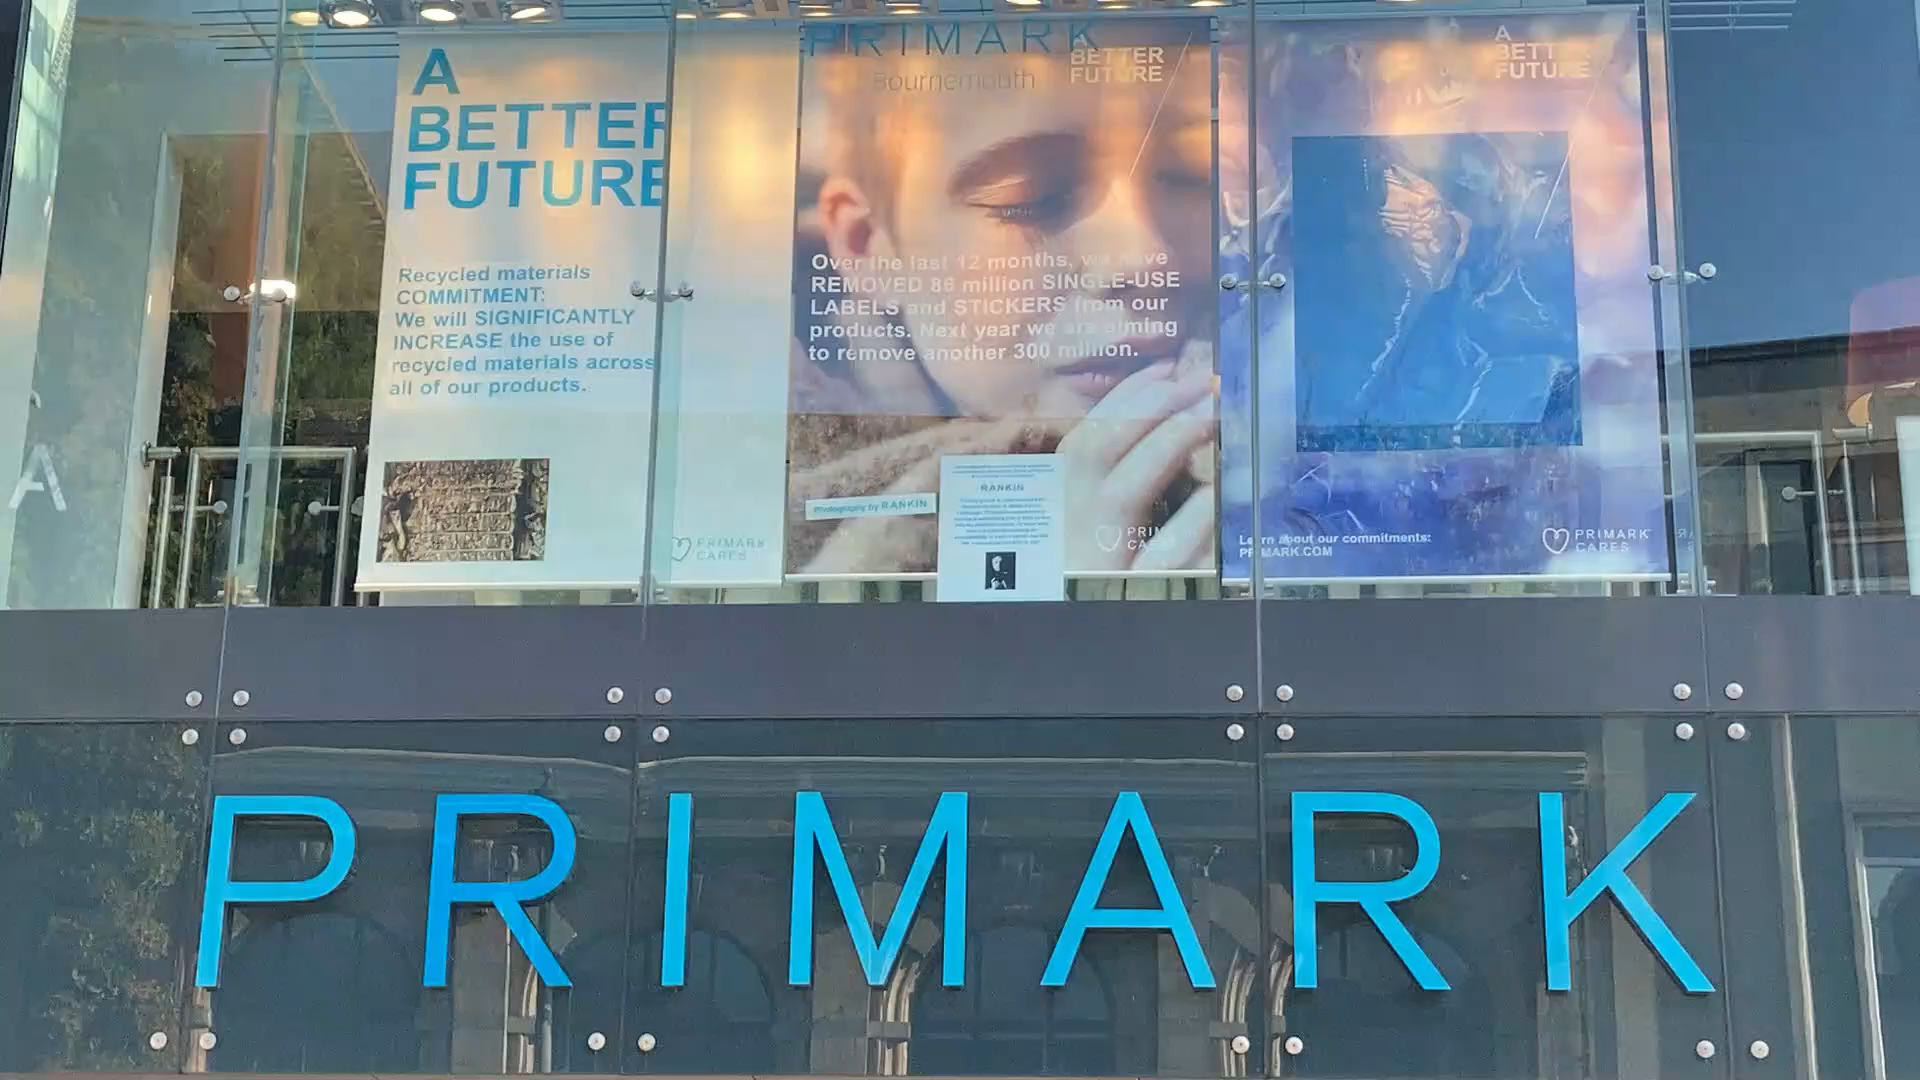 A
BETTER
FUTURE
Recycled materials
COMMITMENT:
We will SIGNIFICANTLY
INCREASE the use of
recycled materials across
all of our products.
PRIMARK
CARES
PRIMARK
Bournemouth
A
BETTER
FUTURE
Over the last 12 months, we have
REMOVED 86 million SINGLE-USE
LABELS and STICKERS from our
products. Next year we are aiming
to remove another 300 million.
Photography by RANKIN
RANKIN
PRIMARK
CARES
A
BETTER
FUTURE
Learn about our commitments:
PRIMARK.COM
PRIMARK
CARES
A
PRIMARK